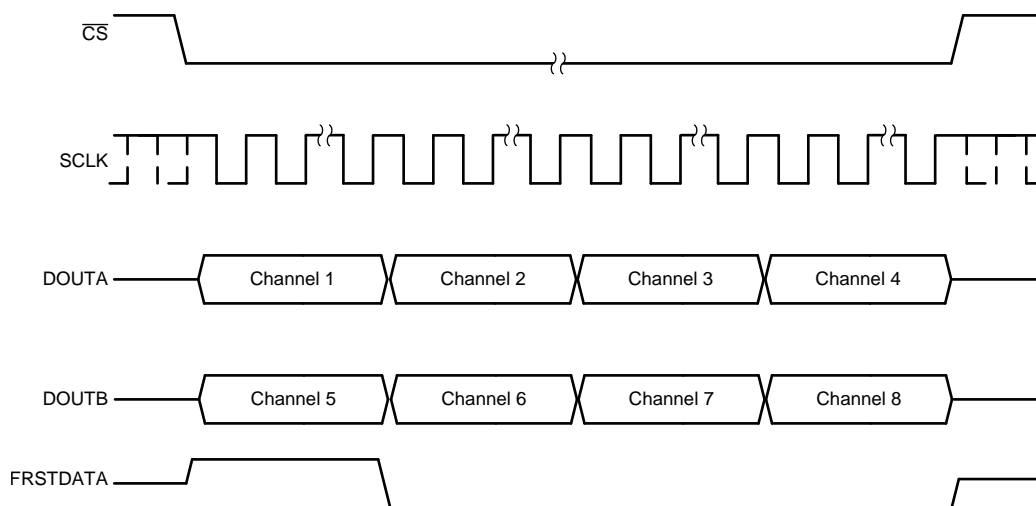 CS
SCLK
DOUTA
Channel 1 Channel 2 Channel 3 Channel 4
DOUTB
Channel 5 Channel 6 Channel 7 Channel 8
FRSTDATA